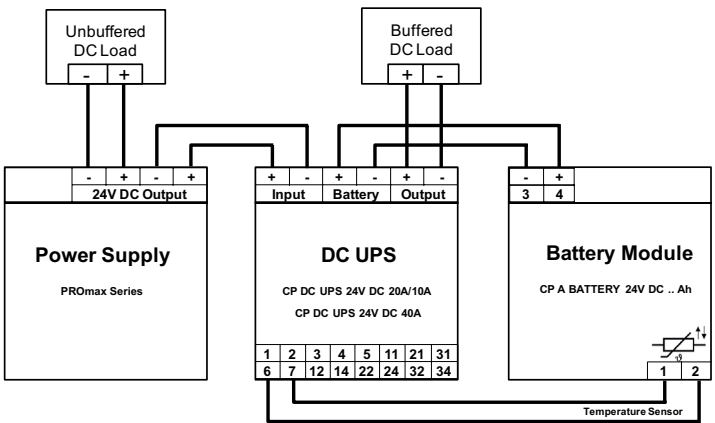 Unbuffered
DC Load
- +
Buffered
DC Load
+ -
- + - +
24V DC Output
Power Supply
PROmax Series
+ - + - + -
Input Battery Output
DC UPS
CP DC UPS 24V DC 20A/10A
CP DC UPS 24V DC 40A
1 2 3 4 5 11 21 31
6 7 12 14 22 24 32 34
- +
3 4
Battery Module
CP A BATTERY 24V DC .. Ah
ϑ
1 2
Temperature Sensor